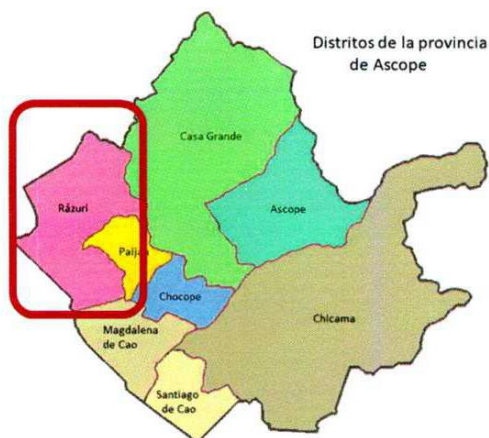 Distritos de la provincia
de Ascope
Casa Grande
Rázuri
Ascope
Paiján
Chocope
Chicama
Magdalena
de Cao
Santiago
de Cao